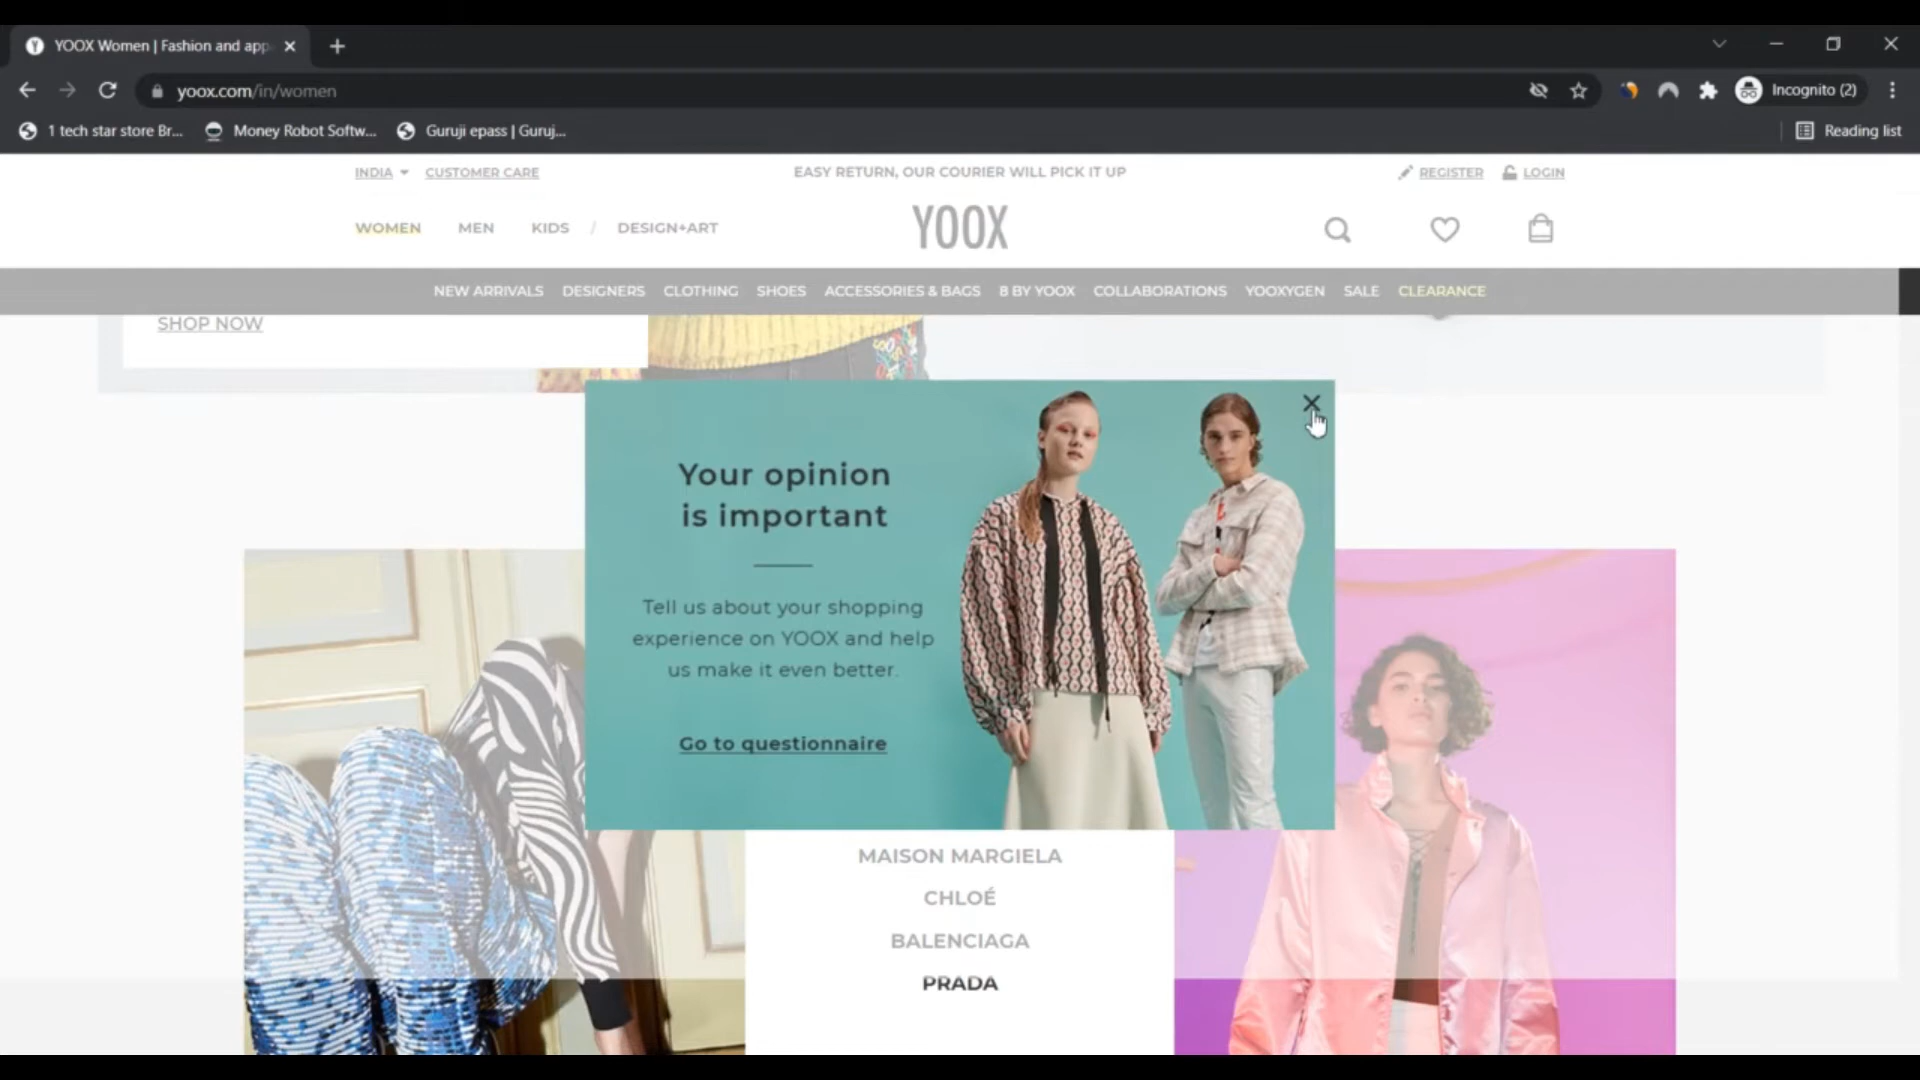 YOOX Women | Fashion and app
yoox.com/in/women
Incognito (2)
1 tech star store Br...
Money Robot Softw...
Guruji epass | Guruj...
Reading list
INDIA
CUSTOMER CARE
EASY RETURN, OUR COURIER WILL PICK IT UP
REGISTER
LOGIN
WOMEN
MEN
KIDS
/
DESIGN+ART
YOOX
NEW ARRIVALS
DESIGNERS
CLOTHING
SHOES
ACCESSORIES & BAGS
8 BY YOOX
COLLABORATIONS
YOOXYGEN
SALE
CLEARANCE
SHOP NOW
Your opinion
is important
Tell us about your shopping
experience on YOOX and help
us make it even better.
Go to questionnaire
MAISON MARGIELA
CHLOÉ
BALENCIAGA
PRADA